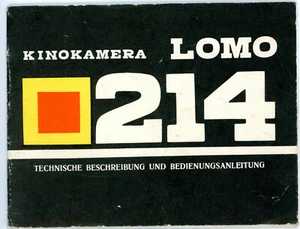 KINOKAMERA LOMO
214
TECHNISCHE BESCHREIBUNG UND BEDIENUNGSANLEITUNG